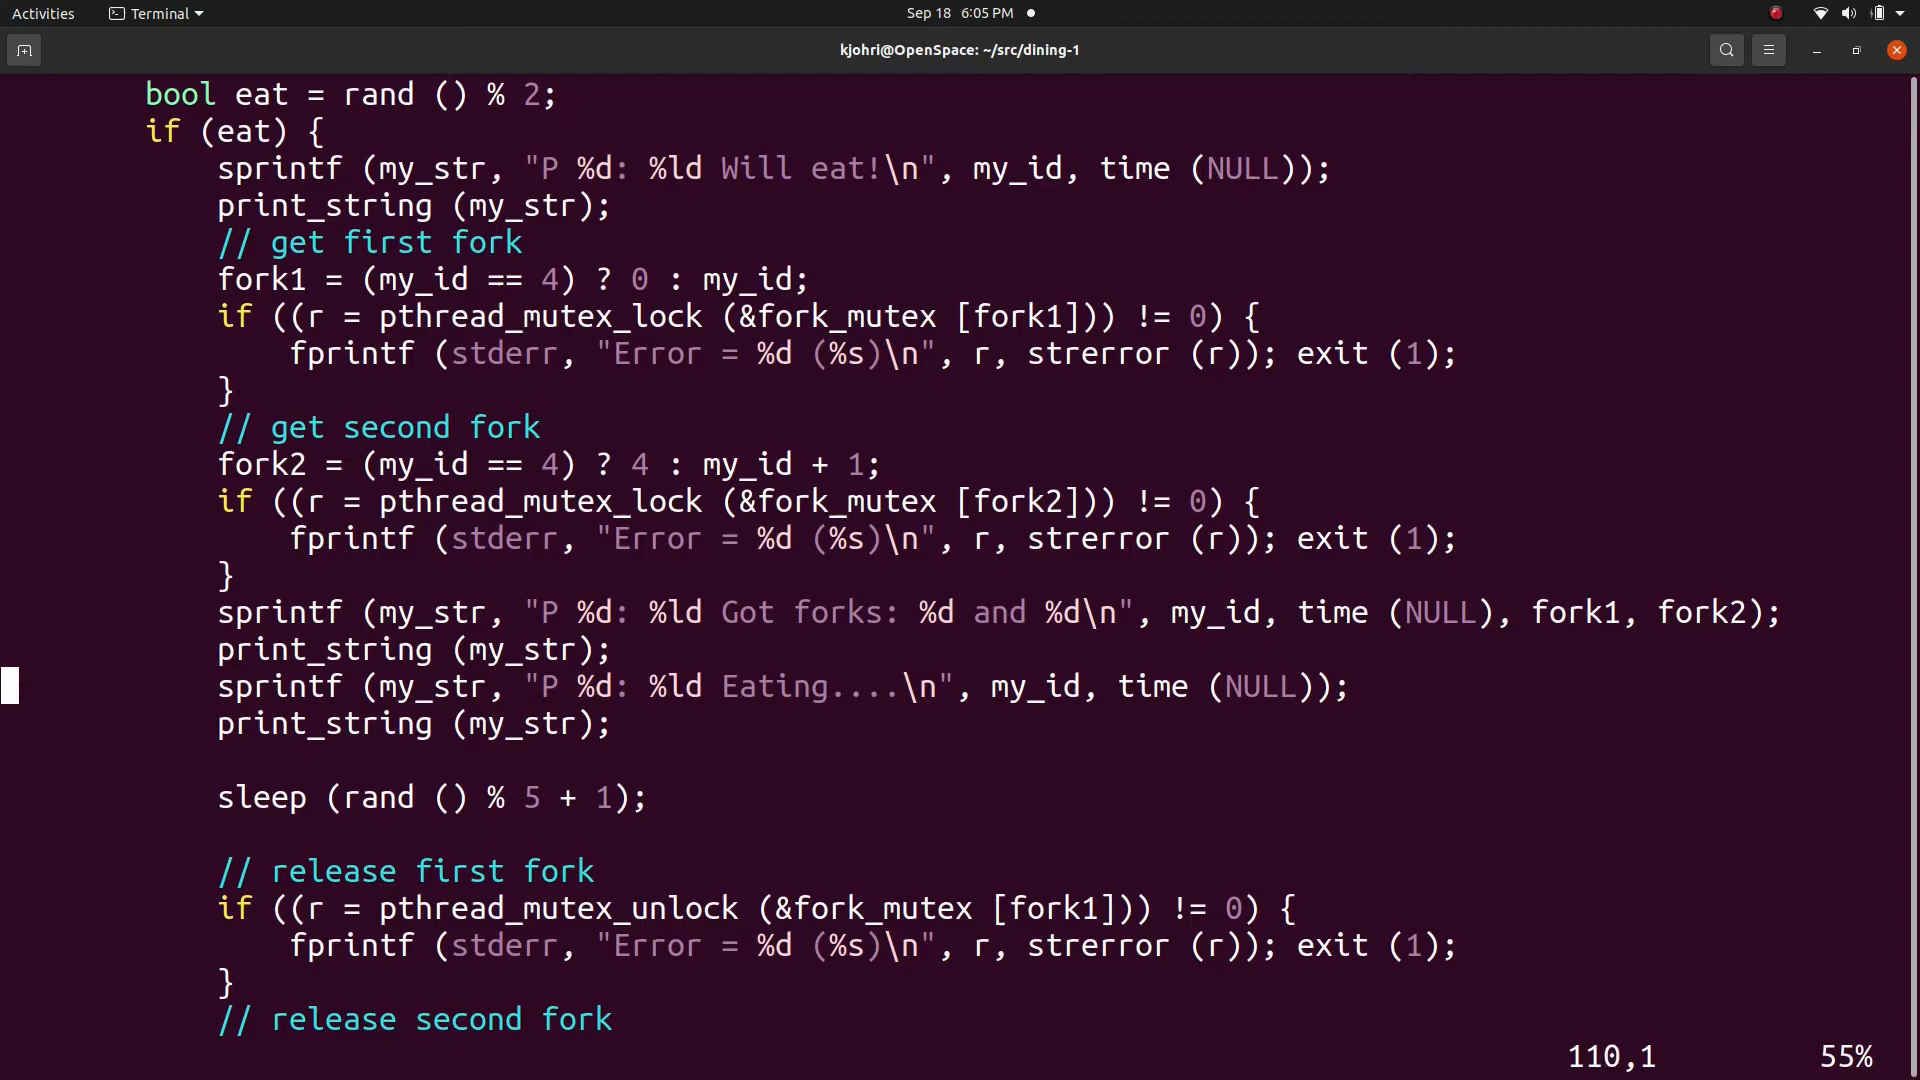 Activities Terminal Sep 18 6:05 PM
kjohri@OpenSpace: ~/src/dining-1
bool eat = rand () % 2;
if (eat) {
sprintf (my_str, "P %d: %ld Will eat!\n", my_id, time (NULL));
print_string (my_str);
// get first fork
fork1 = (my_id == 4) ? 0 : my_id;
if ((r = pthread_mutex_lock (&fork_mutex [fork1])) != 0) {
fprintf (stderr, "Error = %d (%s)\n", r, strerror (r)); exit (1);
}
// get second fork
fork2 = (my_id == 4) ? 4 : my_id + 1;
if ((r = pthread_mutex_lock (&fork_mutex [fork2])) != 0) {
fprintf (stderr, "Error = %d (%s)\n", r, strerror (r)); exit (1);
}
sprintf (my_str, "P %d: %ld Got forks: %d and %d\n", my_id, time (NULL), fork1, fork2);
print_string (my_str);
sprintf (my_str, "P %d: %ld Eating....\n", my_id, time (NULL));
print_string (my_str);
sleep (rand () % 5 + 1);
// release first fork
if ((r = pthread_mutex_unlock (&fork_mutex [fork1])) != 0) {
fprintf (stderr, "Error = %d (%s)\n", r, strerror (r)); exit (1);
}
// release second fork
110,1 55%